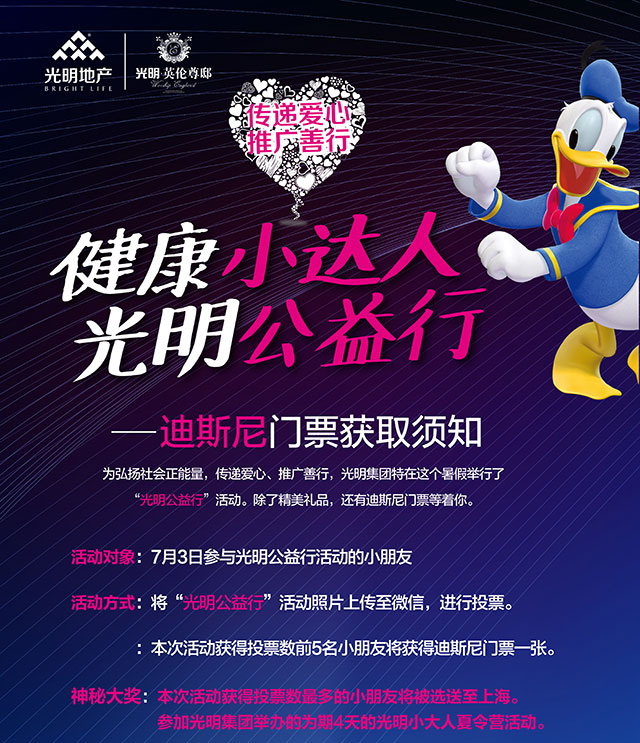 光明地产
BRIGHT LIFE
光明·英伦尊邸
Worship England
传递爱心
推广善行
健康小达人
光明公益行
——迪斯尼门票获取须知
为弘扬社会正能量，传递爱心、推广善行，光明集团特在这个暑假举行了
“光明公益行”活动。除了精美礼品，还有迪斯尼门票等着你。
活动对象：7月3日参与光明公益行活动的小朋友
活动方式：将“光明公益行”活动照片上传至微信，进行投票。
：本次活动获得投票数前5名小朋友将获得迪斯尼门票一张。
神秘大奖：本次活动获得投票数最多的小朋友将被选送至上海。
参加光明集团举办的为期4天的光明小大人夏令营活动。